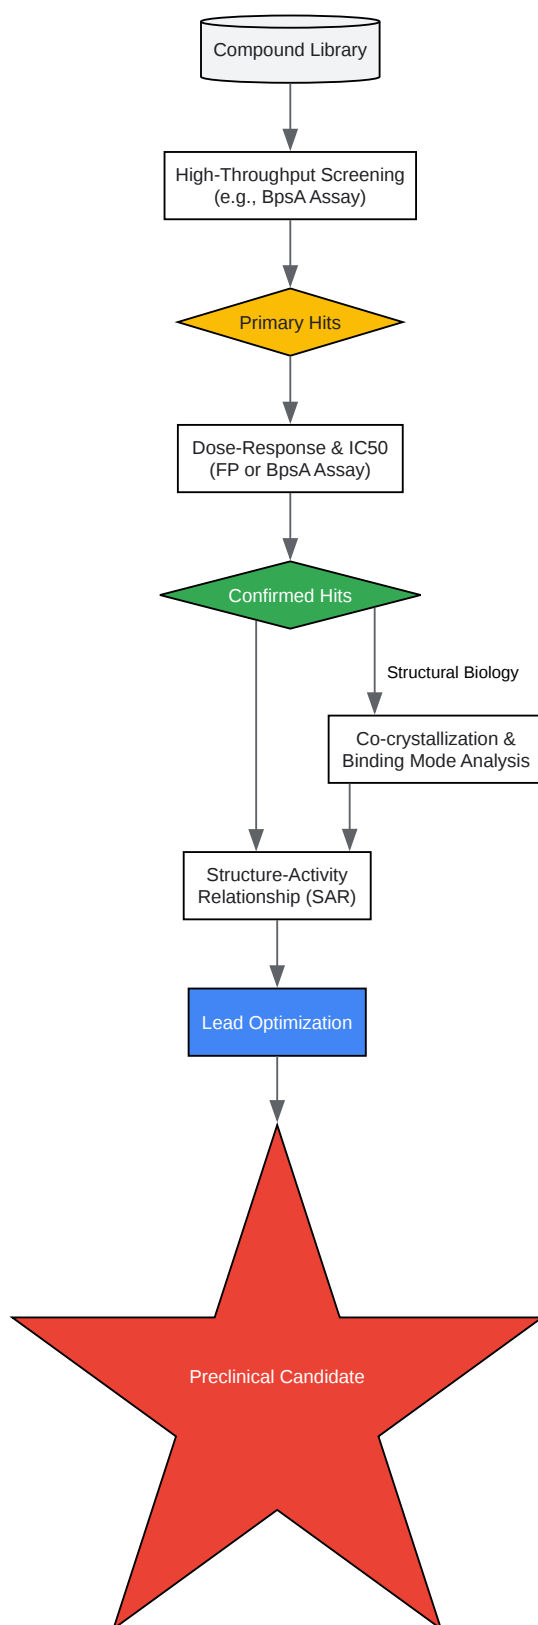 Compound Library
High-Throughput Screening
(e.g., BpsA Assay)
Primary Hits
Dose-Response & IC50
(FP or BpsA Assay)
Confirmed Hits
Structural Biology
Co-crystallization &
Binding Mode Analysis
Structure-Activity
Relationship (SAR)
Lead Optimization
Preclinical Candidate